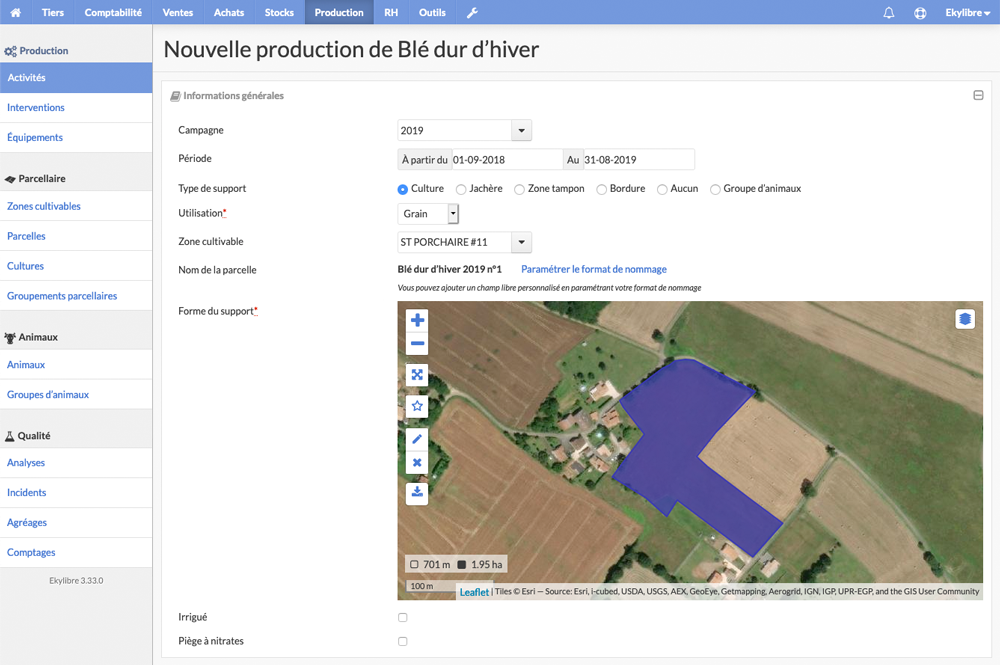 Tiers Comptabilité Ventes Achats Stocks Production RH Outils Ekylibre
Production
Activités
Interventions
Équipements
Parcellaire
Zones cultivables
Parcelles
Cultures
Groupements parcellaires
Animaux
Animaux
Groupes d'animaux
Qualité
Analyses
Incidents
Agréages
Comptages
Ekylibre 3.33.0
Nouvelle production de Blé dur d'hiver
Informations générales
Campagne 2019
Période À partir du 01-09-2018 Au 31-08-2019
Type de support Culture Jachère Zone tampon Bordure Aucun Groupe d'animaux
Utilisation* Grain
Zone cultivable ST PORCHAIRE #11
Nom de la parcelle Blé dur d'hiver 2019 n°1 Paramétrer le format de nommage
Vous pouvez ajouter un champ libre personnalisé en paramétrant votre format de nommage
Forme du support*
701 m 1.95 ha
100 m
Leaflet | Tiles © Esri — Source: Esri, i-cubed, USDA, USGS, AEX, GeoEye, Getmapping, Aerogrid, IGN, IGP, UPR-EGP, and the GIS User Community
Irrigué
Piège à nitrates